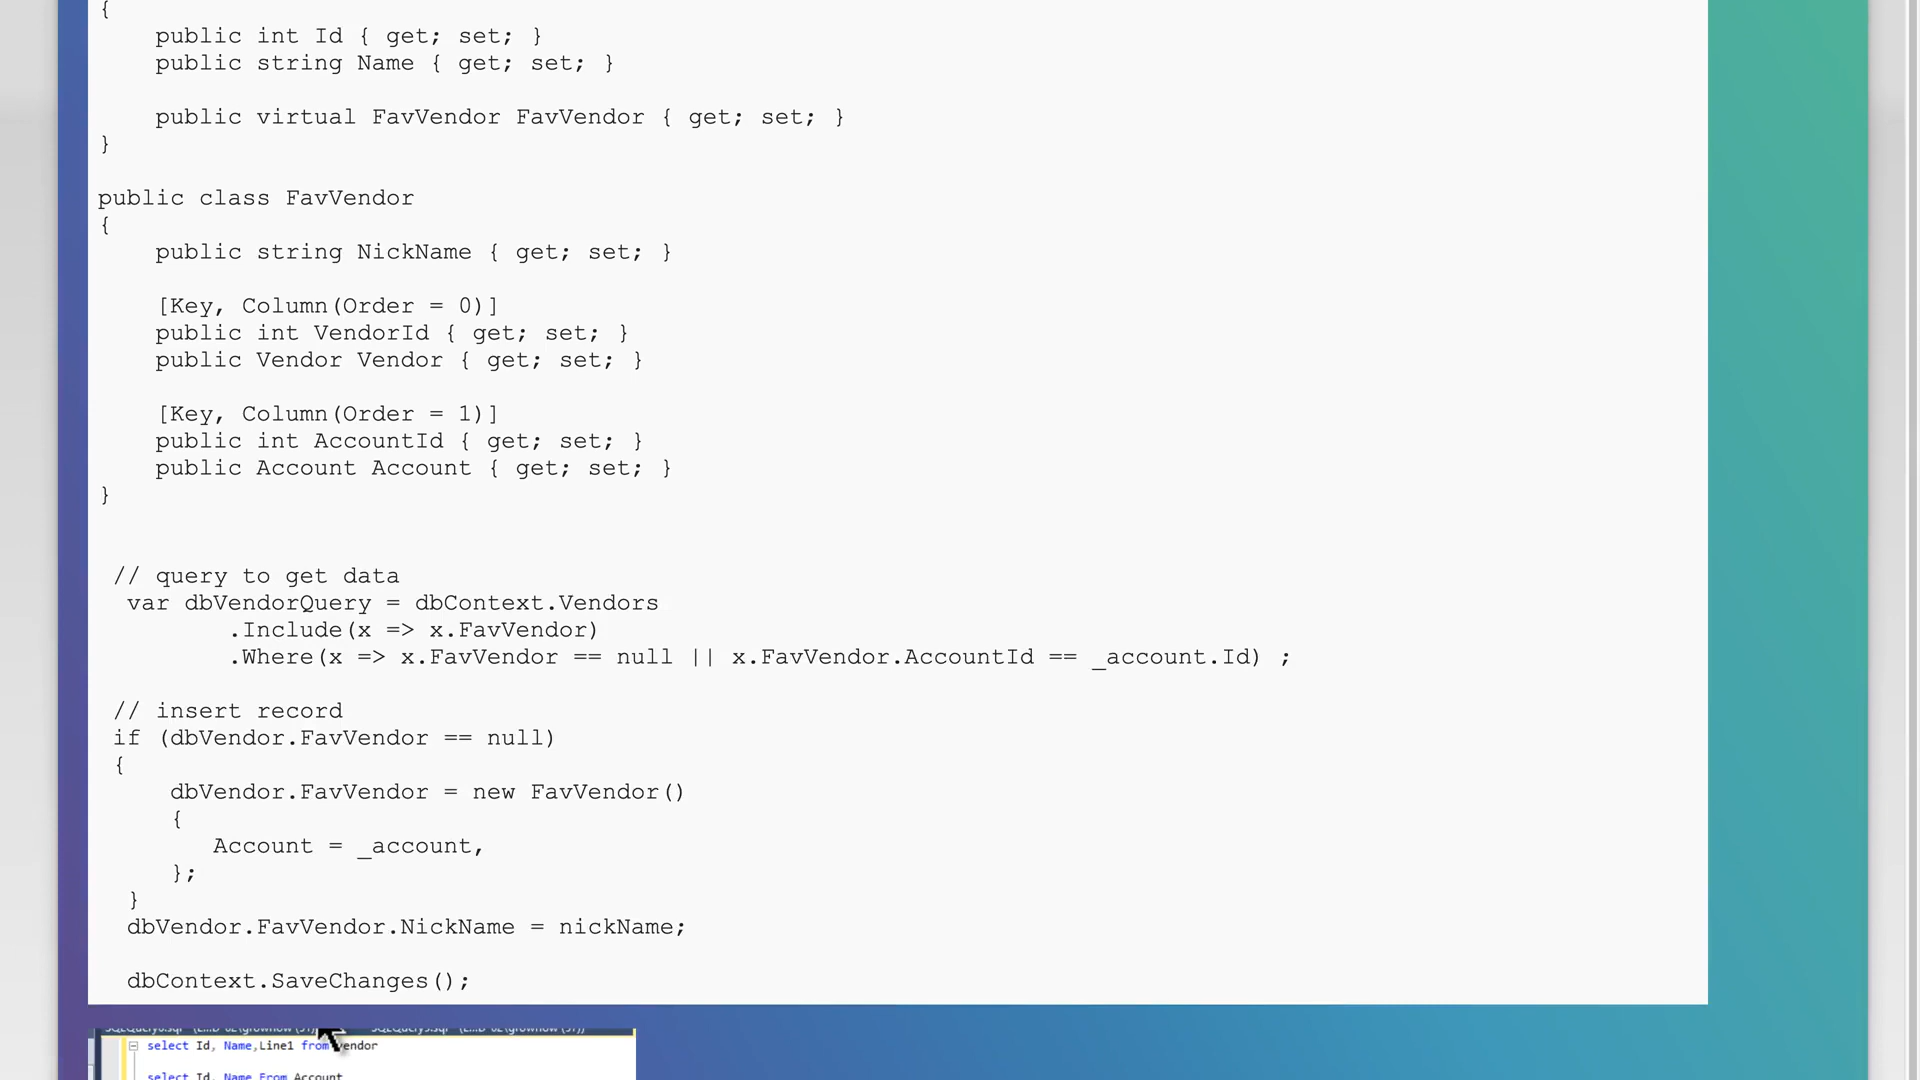 {
public int Id { get; set; }
public string Name { get; set; }
public virtual FavVendor FavVendor { get; set; }
}
public class FavVendor
{
public string NickName { get; set; }
[Key, Column(Order = 0)]
public int VendorId { get; set; }
public Vendor Vendor { get; set; }
[Key, Column(Order = 1)]
public int AccountId { get; set; }
public Account Account { get; set; }
}
// query to get data
var dbVendorQuery = dbContext.Vendors
.Include(x => x.FavVendor)
.Where(x => x.FavVendor == null || x.FavVendor.AccountId == _account.Id) ;
// insert record
if (dbVendor.FavVendor == null)
{
dbVendor.FavVendor = new FavVendor()
{
Account = _account,
};
}
dbVendor.FavVendor.NickName = nickName;
dbContext.SaveChanges();
select Id, Name,Line1 from vendor
select Id, Name From Account